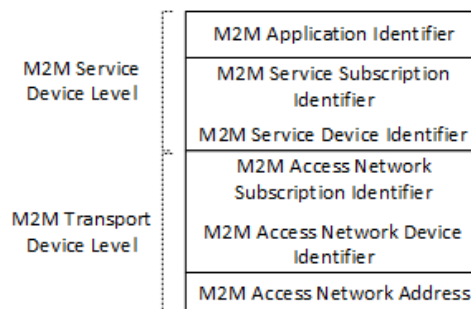 M2M Application Identifier
M2M Service
Device Level
M2M Service Subscription
Identifier
M2M Service Device Identifier
M2M Access Network
Subscription Identifier
M2M Transport
Device Level
M2M Access Network Device
Identifier
M2M Access Network Address